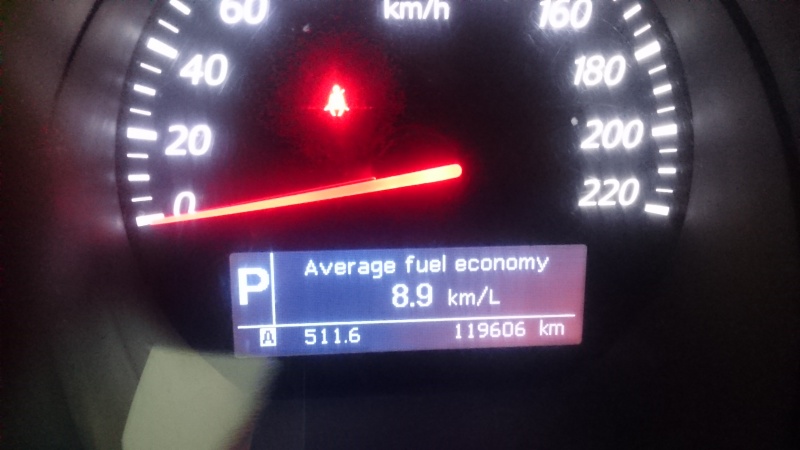 60 km/h 160
40 180
20 200
0 220
P Average fuel economy
8.9 km/L
A 511.6 119606 km